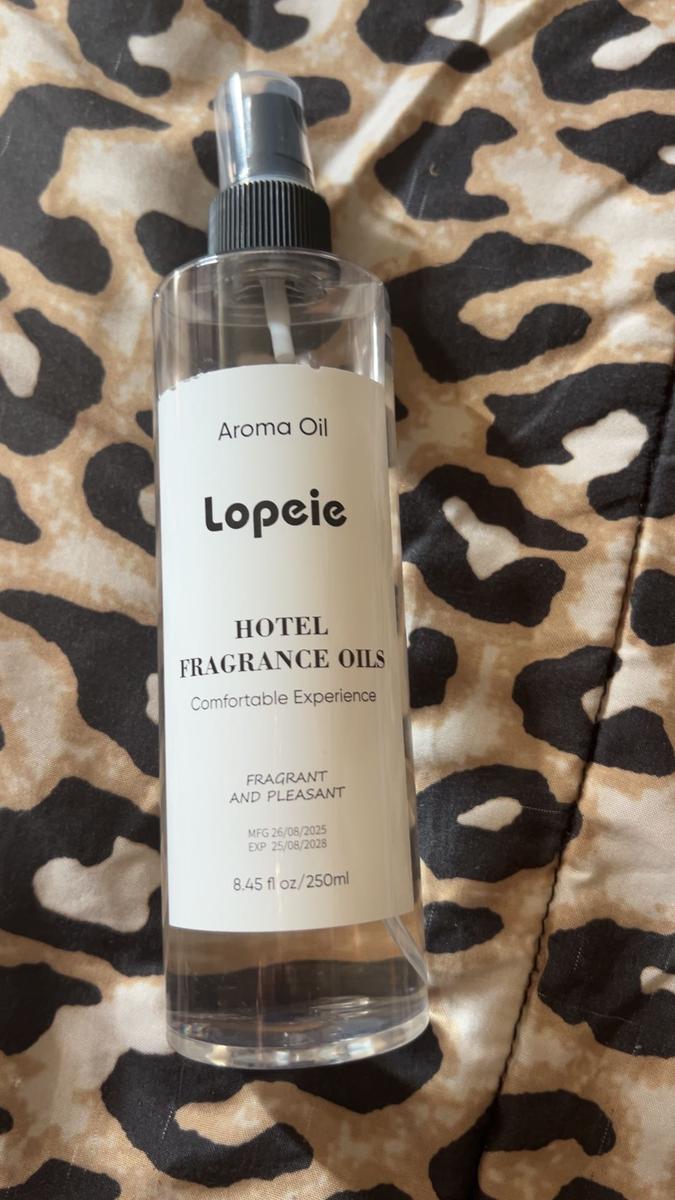 Aroma Oil
Lopeie
HOTEL
FRAGRANCE OILS
Comfortable Experience
FRAGRANT
AND PLEASANT
MFG 26/08/2025
EXP 25/08/2028
8.45 fl oz/250ml